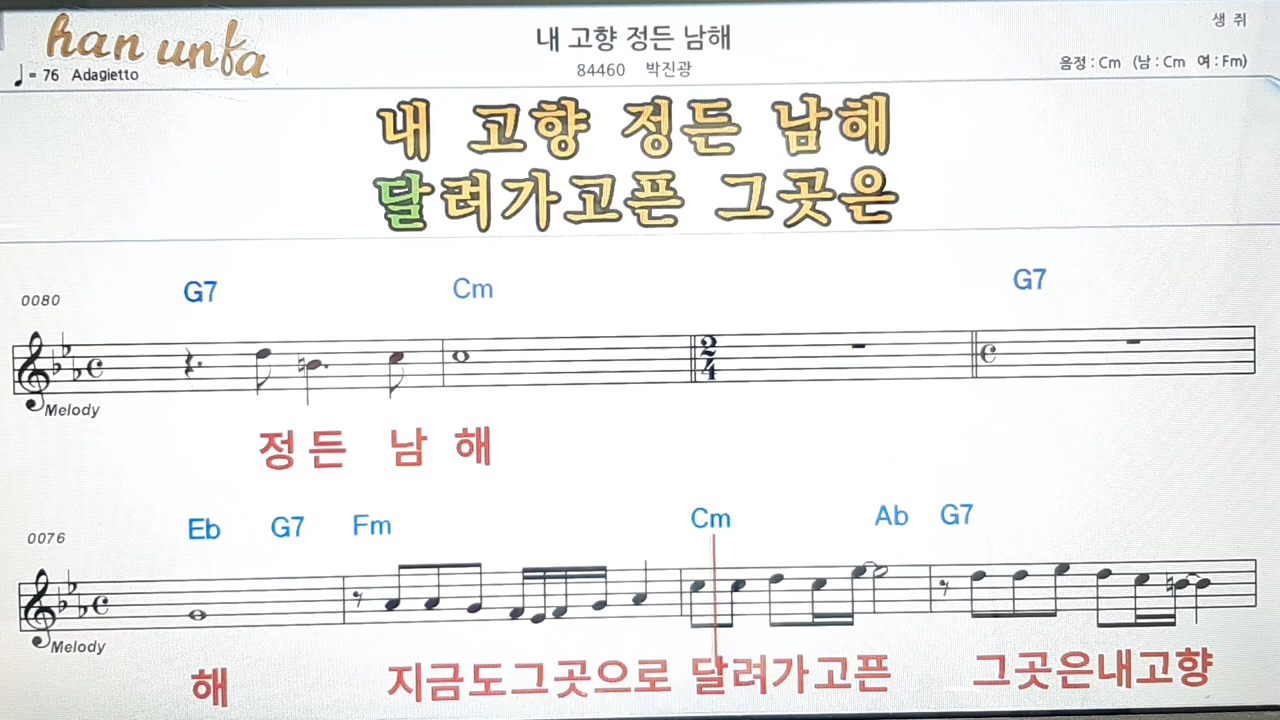 han unfa
내 고향 정든 남해
생 쥐
♩= 76 Adagietto
84460 박진광
음정 : Cm (남 : Cm 여 : Fm)
내 고향 정든 남해
달려가고픈 그곳은
0080 G7 Cm G7
2
4
Melody
정 든 남 해
0076 Eb G7 Fm Cm Ab G7
Melody
해 지금도그곳으로 달려가고픈 그곳은내고향